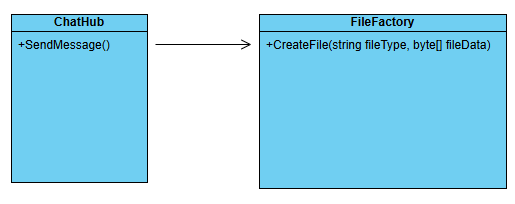 ChatHub
+SendMessage()
FileFactory
+CreateFile(string fileType, byte[] fileData)